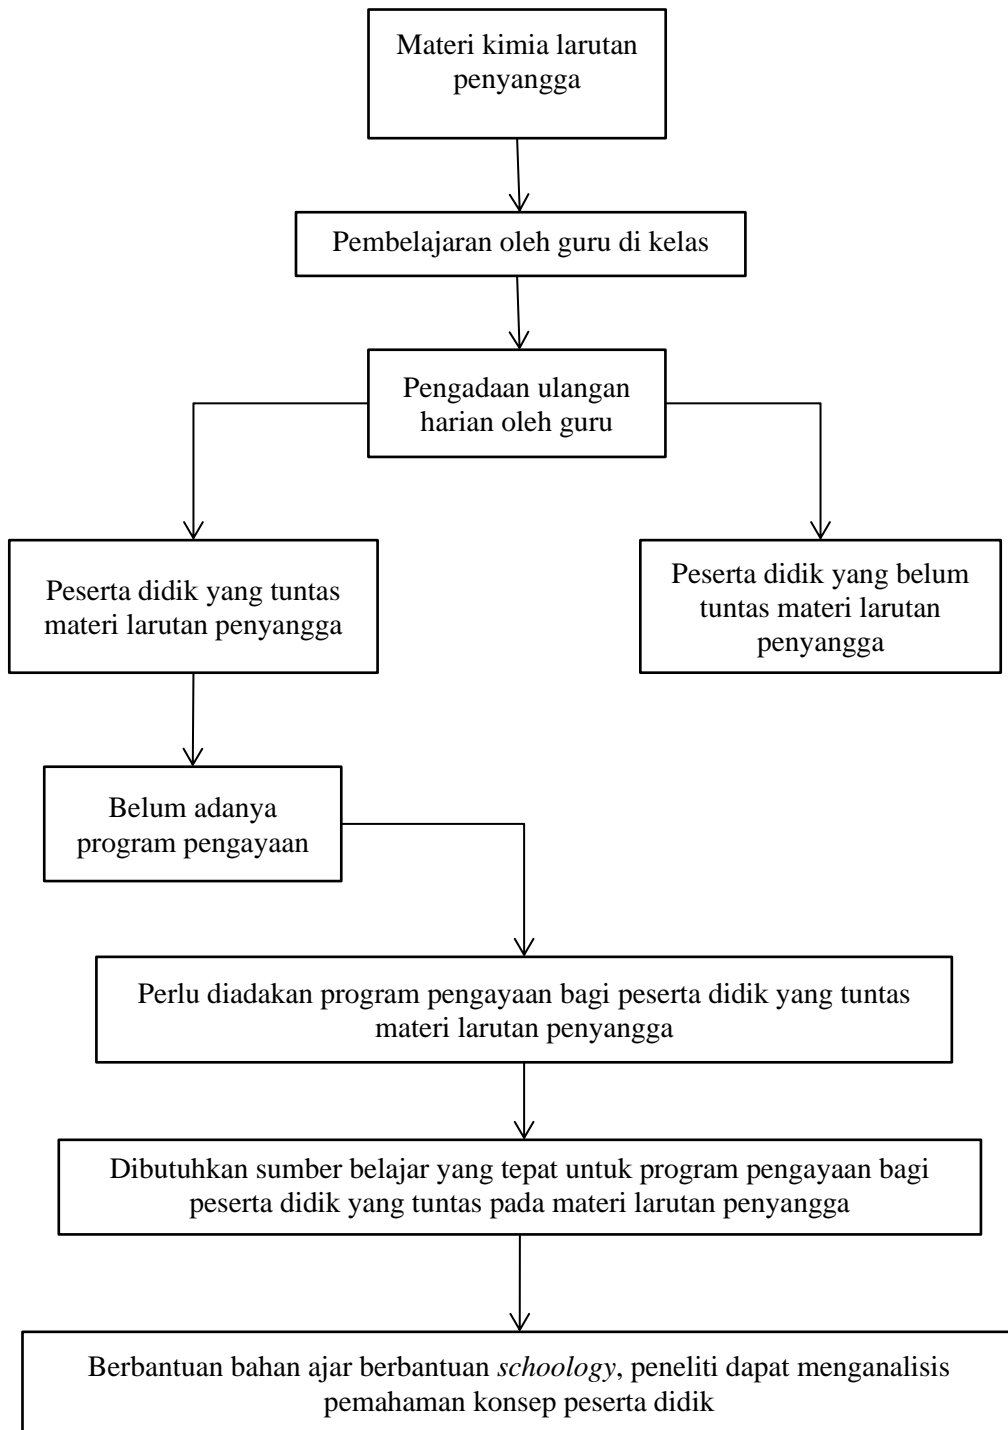 Materi kimia larutan
penyangga
Pembelajaran oleh guru di kelas
Pengadaan ulangan
harian oleh guru
Peserta didik yang tuntas
materi larutan penyangga
Peserta didik yang belum
tuntas materi larutan
penyangga
Belum adanya
program pengayaan
Perlu diadakan program pengayaan bagi peserta didik yang tuntas
materi larutan penyangga
Dibutuhkan sumber belajar yang tepat untuk program pengayaan bagi
peserta didik yang tuntas pada materi larutan penyangga
Berbantuan bahan ajar berbantuan schoology, peneliti dapat menganalisis
pemahaman konsep peserta didik